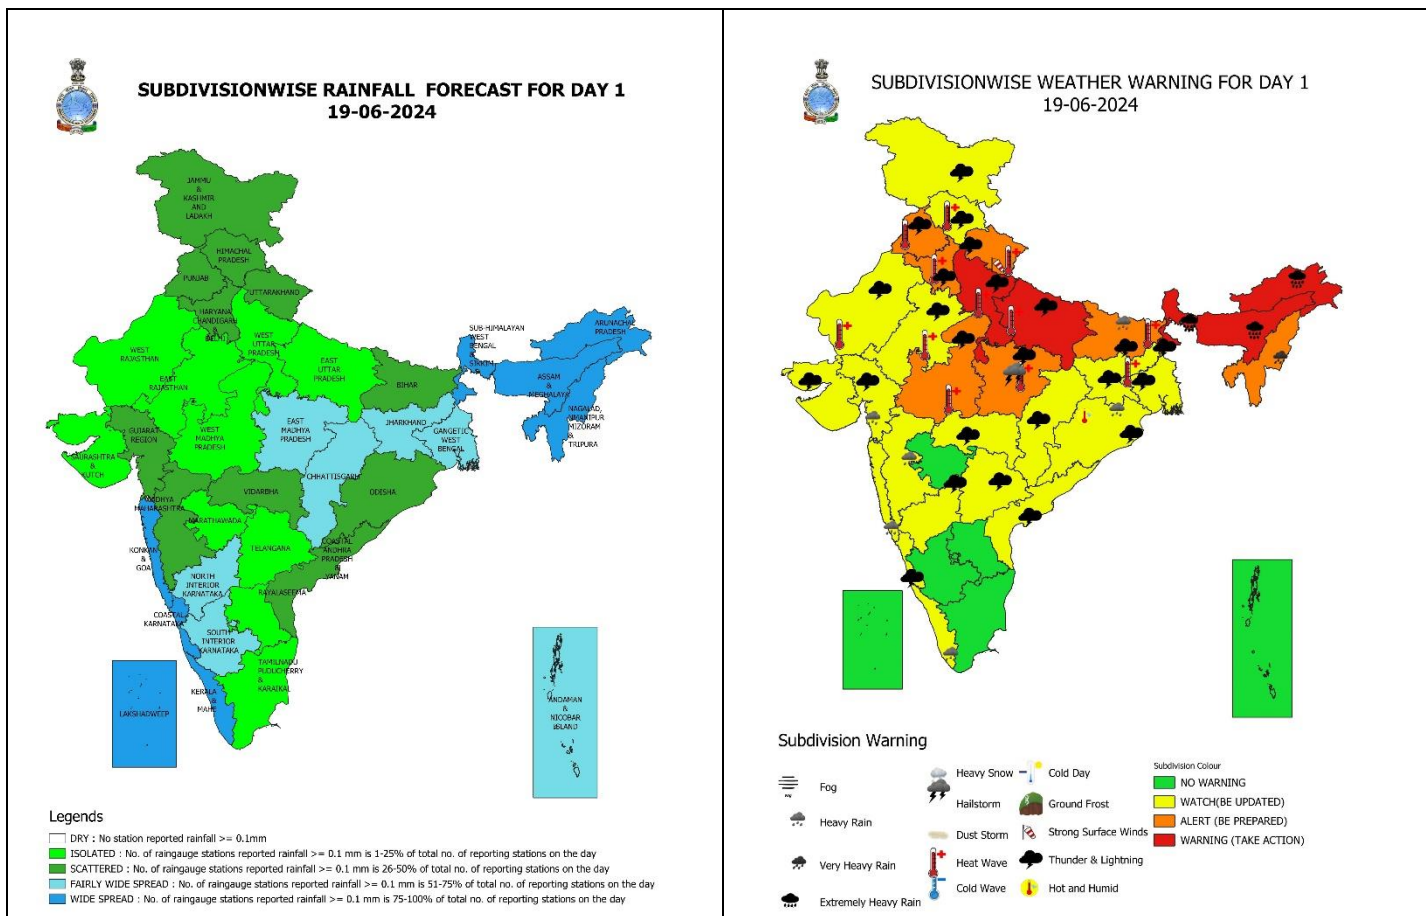 SUBDIVISIONWISE RAINFALL FORECAST FOR DAY 1
19-06-2024
JAMMU
&
KASHMIR
AND
LADAKH
HIMACHAL
PRADESH
PUNJAB
UTTARAKHAND
HARYANA
CHANDIGARH
&
DELHI
WEST
UTTAR
PRADESH
EAST
UTTAR
PRADESH
WEST
RAJASTHAN
EAST
RAJASTHAN
SUB-HIMALAYAN
WEST
BENGAL
&
SIKKIM
ARUNACHAL
PRADESH
ASSAM
&
MEGHALAYA
NAGALAD,
MANIPUR
MIZORAM
&
TRIPURA
BIHAR
JHARKHAND
GANGETIC
WEST
BENGAL
EAST
MADHYA
PRADESH
WEST
MADHYA
PRADESH
GUJARAT
REGION
SAURASHTRA
&
KUTCH
CHHATTISGARH
ODISHA
VIDARBHA
MADHYA
MAHARASHTRA
MARATHAWADA
TELANGANA
COASTAL
ANDHRA
PRADESH
&
YANAM
KONKAN
&
GOA
NORTH
INTERIOR
KARNATAKA
RAYALASEEMA
COASTAL
KARNATAKA
SOUTH
INTERIOR
KARNATAKA
TAMILNADU
PUDUCHERRY
&
KARAIKAL
KERALA
&
MAHE
LAKSHADWEEP
ANDAMAN
&
NICOBAR
ISLAND
Legends
DRY : No station reported rainfall >= 0.1mm
ISOLATED : No. of raingauge stations reported rainfall >= 0.1 mm is 1-25% of total no. of reporting stations on the day
SCATTERED : No. of raingauge stations reported rainfall >= 0.1 mm is 26-50% of total no. of reporting stations on the day
FAIRLY WIDE SPREAD : No. of raingauge stations reported rainfall >= 0.1 mm is 51-75% of total no. of reporting stations on the day
WIDE SPREAD : No. of raingauge stations reported rainfall >= 0.1 mm is 75-100% of total no. of reporting stations on the day
SUBDIVISIONWISE WEATHER WARNING FOR DAY 1
19-06-2024
Subdivision Warning
Fog
Heavy Rain
Very Heavy Rain
Extremely Heavy Rain
Heavy Snow
Hailstorm
Dust Storm
Heat Wave
Cold Wave
Cold Day
Ground Frost
Strong Surface Winds
Thunder & Lightning
Hot and Humid
Subdivision Colour
NO WARNING
WATCH(BE UPDATED)
ALERT (BE PREPARED)
WARNING (TAKE ACTION)